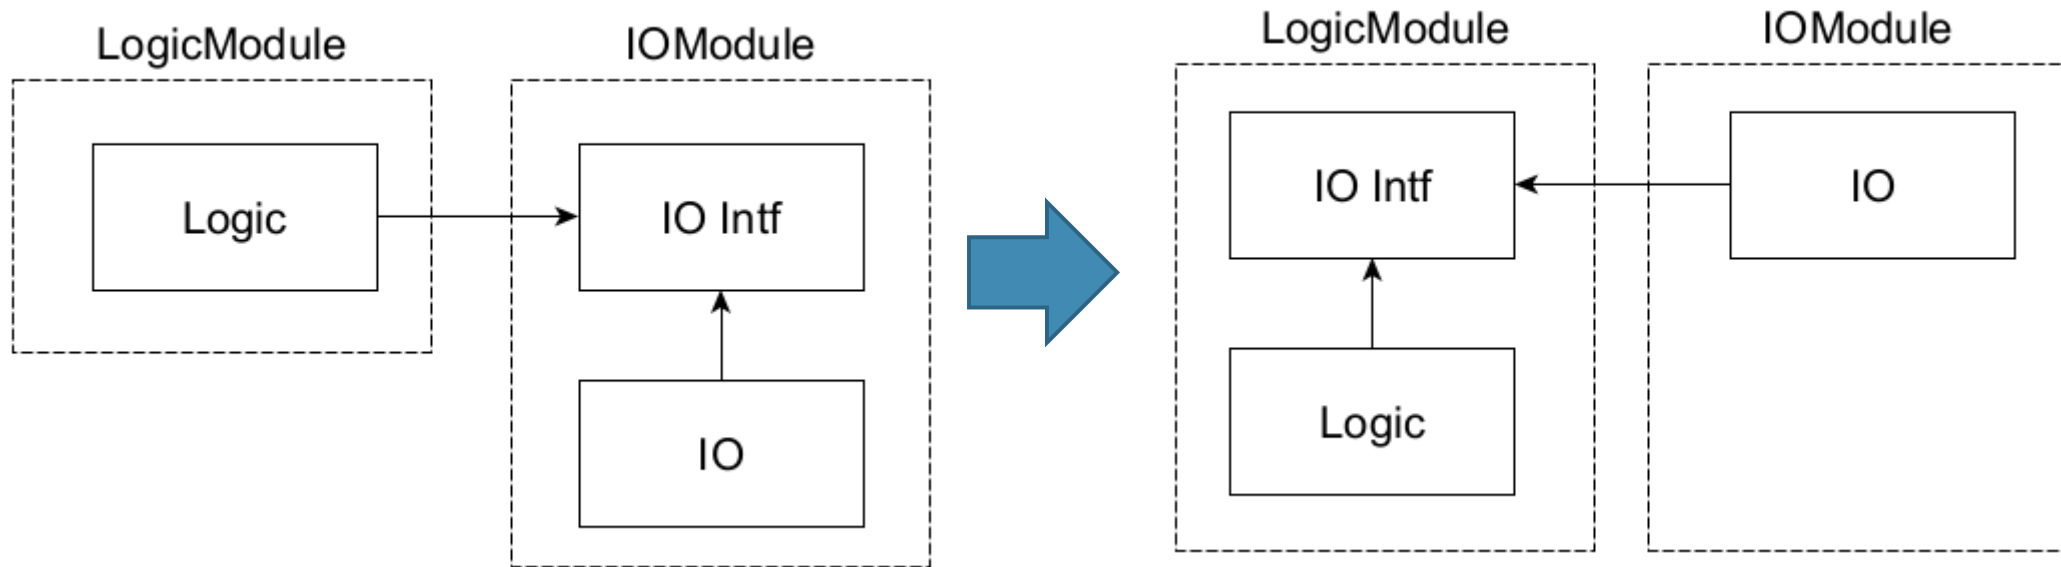 LogicModule
IOModule
Logic
IO Intf
IO
LogicModule
IOModule
IO Intf
IO
Logic